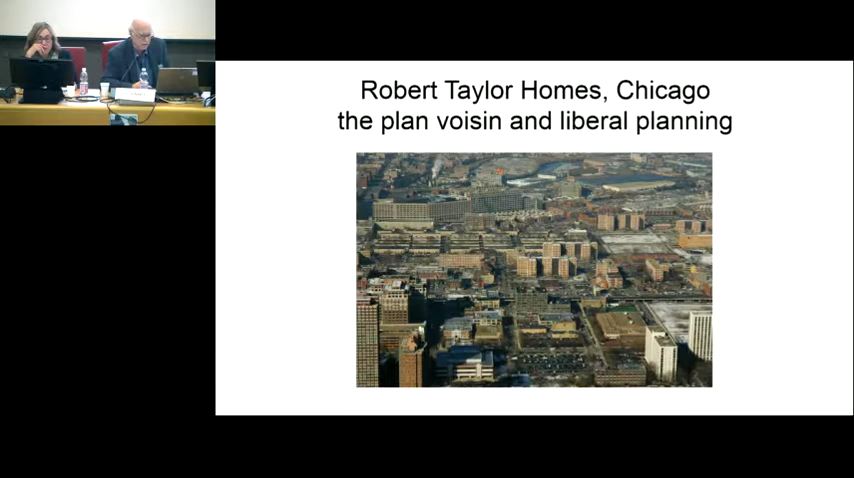 Robert Taylor Homes, Chicago
the plan voisin and liberal planning